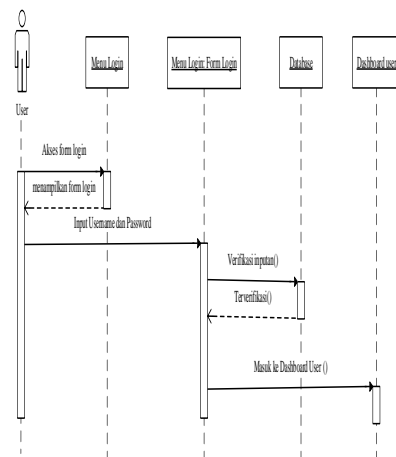 Menu Login
Menu Login: Form Login
Database
Dashboard user
User
Akses form login
menampilkan form login
Input Username dan Password
Verifikasi inputan()
Terverifikasi()
Masuk ke Dashboard User ()